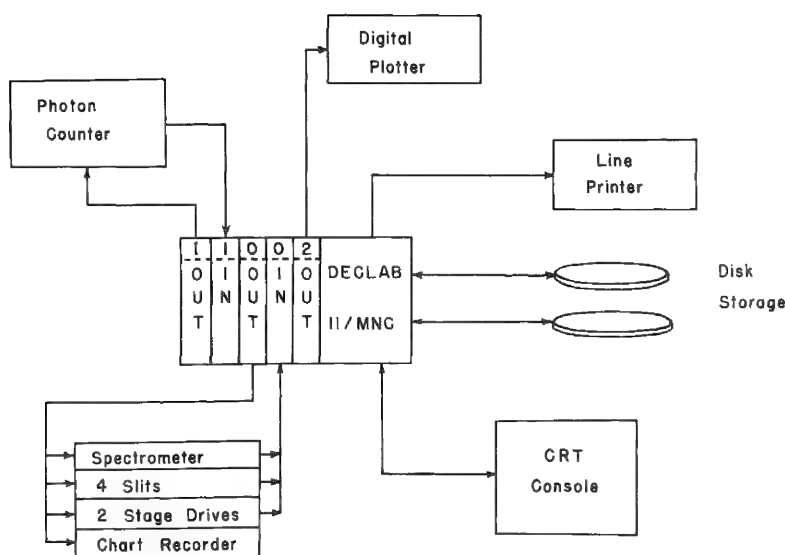 Digital
Plotter
Photon
Counter
Line
Printer
1 OUT
1 IN
0 OUT
0 IN
2 OUT
DECLAB
11/MNC
Disk
Storage
Spectrometer
4 Slits
2 Stage Drives
Chart Recorder
CRT
Console